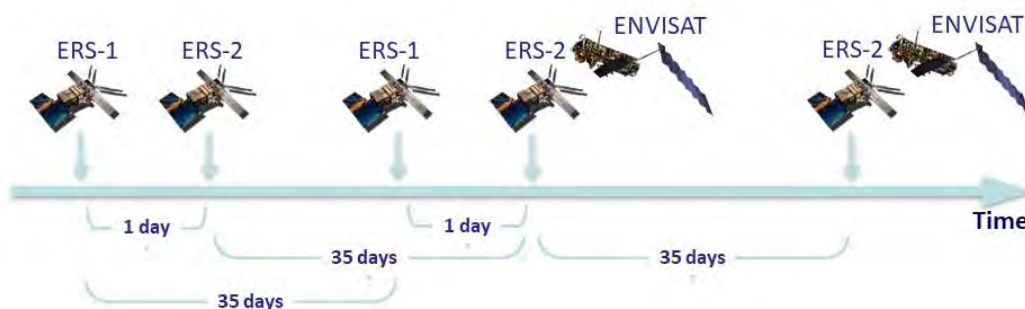 ENVISAT
ENVISAT
ERS-1
ERS-2
ERS-1
ERS-2
ERS-2
Time
1 day
1 day
35 days
35 days
35 days